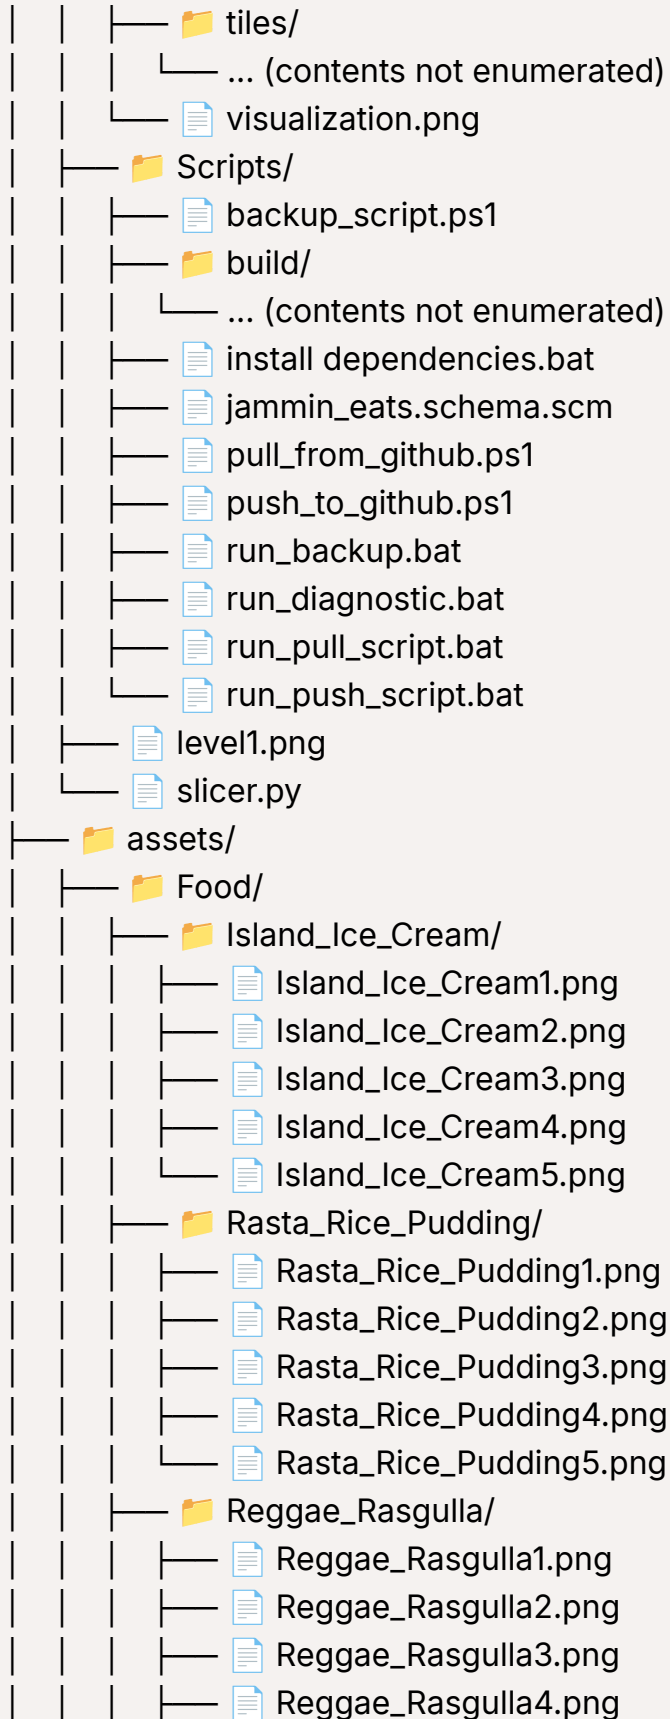 │ │ ├── 📁 tiles/
│ │ │ └── ... (contents not enumerated)
│ │ └── 📄 visualization.png
│ ├── 📁 Scripts/
│ │ ├── 📄 backup_script.ps1
│ │ ├── 📁 build/
│ │ │ └── ... (contents not enumerated)
│ │ ├── 📄 install dependencies.bat
│ │ ├── 📄 jammin_eats.schema.scm
│ │ ├── 📄 pull_from_github.ps1
│ │ ├── 📄 push_to_github.ps1
│ │ ├── 📄 run_backup.bat
│ │ ├── 📄 run_diagnostic.bat
│ │ ├── 📄 run_pull_script.bat
│ │ └── 📄 run_push_script.bat
│ ├── 📄 level1.png
│ └── 📄 slicer.py
├── 📁 assets/
│ ├── 📁 Food/
│ │ ├── 📁 Island_Ice_Cream/
│ │ │ ├── 📄 Island_Ice_Cream1.png
│ │ │ ├── 📄 Island_Ice_Cream2.png
│ │ │ ├── 📄 Island_Ice_Cream3.png
│ │ │ ├── 📄 Island_Ice_Cream4.png
│ │ │ └── 📄 Island_Ice_Cream5.png
│ │ ├── 📁 Rasta_Rice_Pudding/
│ │ │ ├── 📄 Rasta_Rice_Pudding1.png
│ │ │ ├── 📄 Rasta_Rice_Pudding2.png
│ │ │ ├── 📄 Rasta_Rice_Pudding3.png
│ │ │ ├── 📄 Rasta_Rice_Pudding4.png
│ │ │ └── 📄 Rasta_Rice_Pudding5.png
│ │ ├── 📁 Reggae_Rasgulla/
│ │ │ ├── 📄 Reggae_Rasgulla1.png
│ │ │ ├── 📄 Reggae_Rasgulla2.png
│ │ │ ├── 📄 Reggae_Rasgulla3.png
│ │ │ ├── 📄 Reggae_Rasgulla4.png